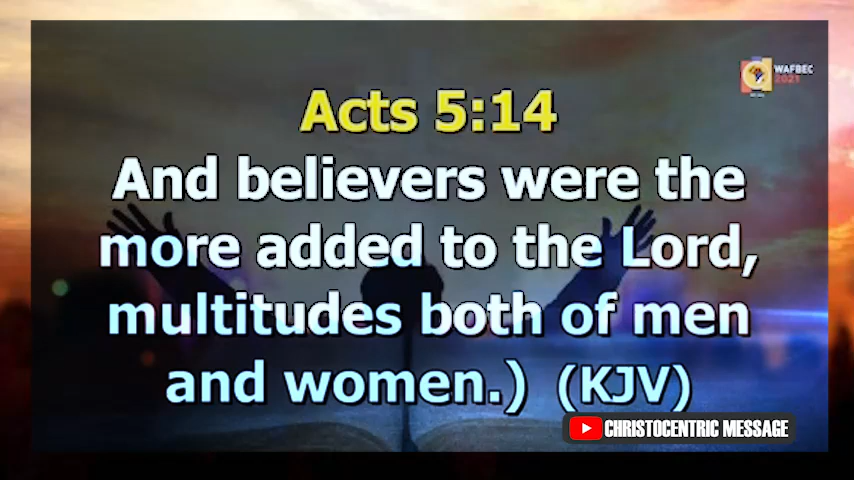 WAFBEC
2021
Acts 5:14
And believers were the
more added to the Lord,
multitudes both of men
and women.) (KJV)
CHRISTOCENTRIC MESSAGE